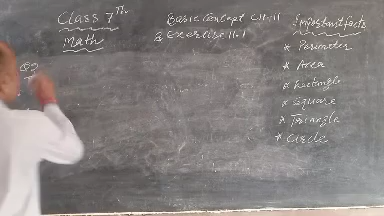 Class 7th
Math
Basic Concept CH-11
@ Exercise 11.1
Important facts
* Perimeter
* Area
* Rectangle
* Square
* Triangle
* Circle